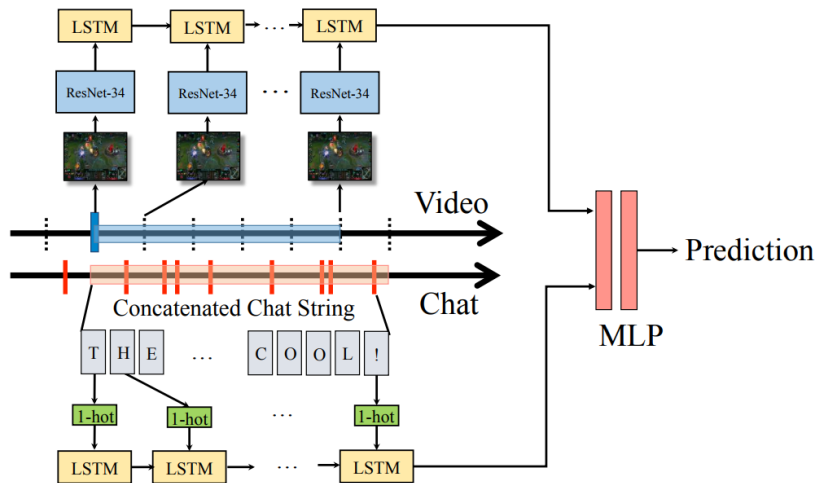 LSTM LSTM ... LSTM
ResNet-34 ResNet-34 ... ResNet-34
Video
Prediction
Concatenated Chat String
Chat
MLP
T H E ... C O O L !
1-hot 1-hot ... 1-hot
LSTM LSTM ... LSTM